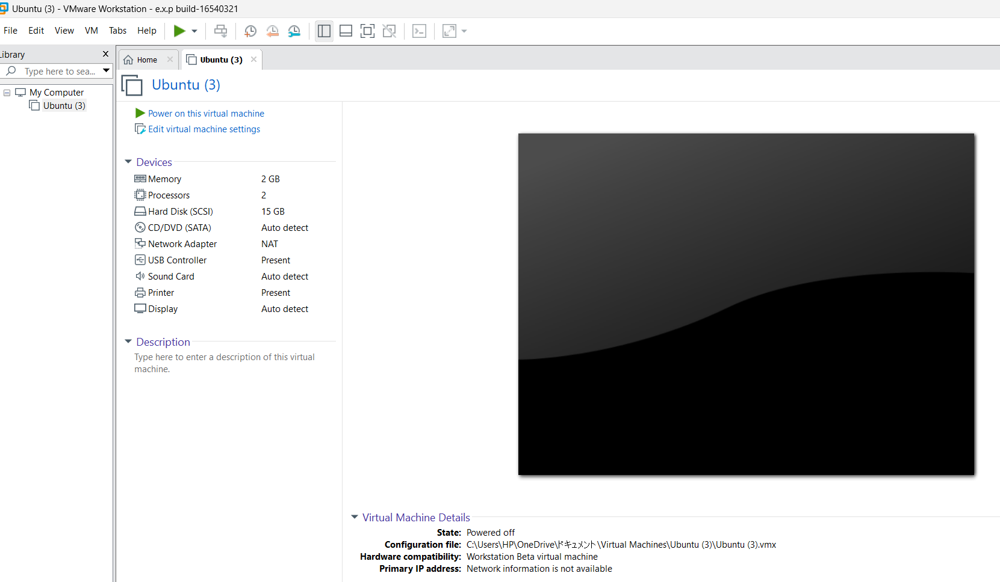 Ubuntu (3) - VMware Workstation - e.x.p build-16540321
File Edit View VM Tabs Help
Library
Type here to sea...
My Computer
Ubuntu (3)
Home
Ubuntu (3)
Ubuntu (3)
Power on this virtual machine
Edit virtual machine settings
Devices
Memory 2 GB
Processors 2
Hard Disk (SCSI) 15 GB
CD/DVD (SATA) Auto detect
Network Adapter NAT
USB Controller Present
Sound Card Auto detect
Printer Present
Display Auto detect
Description
Type here to enter a description of this virtual
machine.
Virtual Machine Details
State: Powered off
Configuration file: C:\Users\HP\OneDrive\ドキュメント\Virtual Machines\Ubuntu (3)\Ubuntu (3).vmx
Hardware compatibility: Workstation Beta virtual machine
Primary IP address: Network information is not available